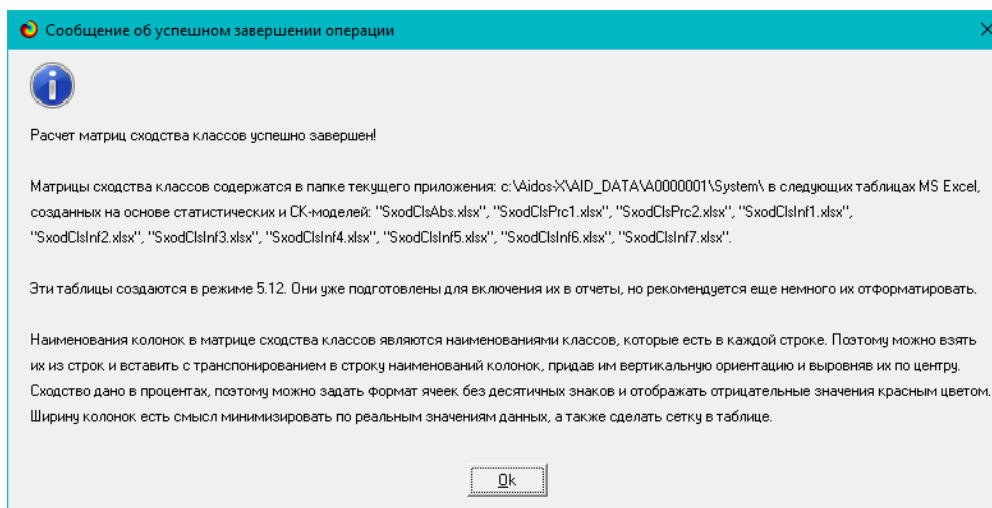 Сообщение об успешном завершении операции
Расчет матриц сходства классов успешно завершен!
Матрицы сходства классов содержатся в папке текущего приложения: c:\Aidos-X\AID_DATA\A0000001\System\ в следующих таблицах MS Excel,
созданных на основе статистических и СК-моделей: "SxodClsAbs.xlsx", "SxodClsPrc1.xlsx", "SxodClsPrc2.xlsx", "SxodClsInf1.xlsx",
"SxodClsInf2.xlsx", "SxodClsInf3.xlsx", "SxodClsInf4.xlsx", "SxodClsInf5.xlsx", "SxodClsInf6.xlsx", "SxodClsInf7.xlsx".
Эти таблицы создаются в режиме 5.12. Они уже подготовлены для включения их в отчеты, но рекомендуется еще немного их отформатировать.
Наименования колонок в матрице сходства классов являются наименованиями классов, которые есть в каждой строке. Поэтому можно взять
их из строк и вставить с транспонированием в строку наименований колонок, придав им вертикальную ориентацию и выровняв их по центру.
Сходство дано в процентах, поэтому можно задать формат ячеек без десятичных знаков и отображать отрицательные значения красным цветом.
Ширину колонок есть смысл минимизировать по реальным значениям данных, а также сделать сетку в таблице.
Ok